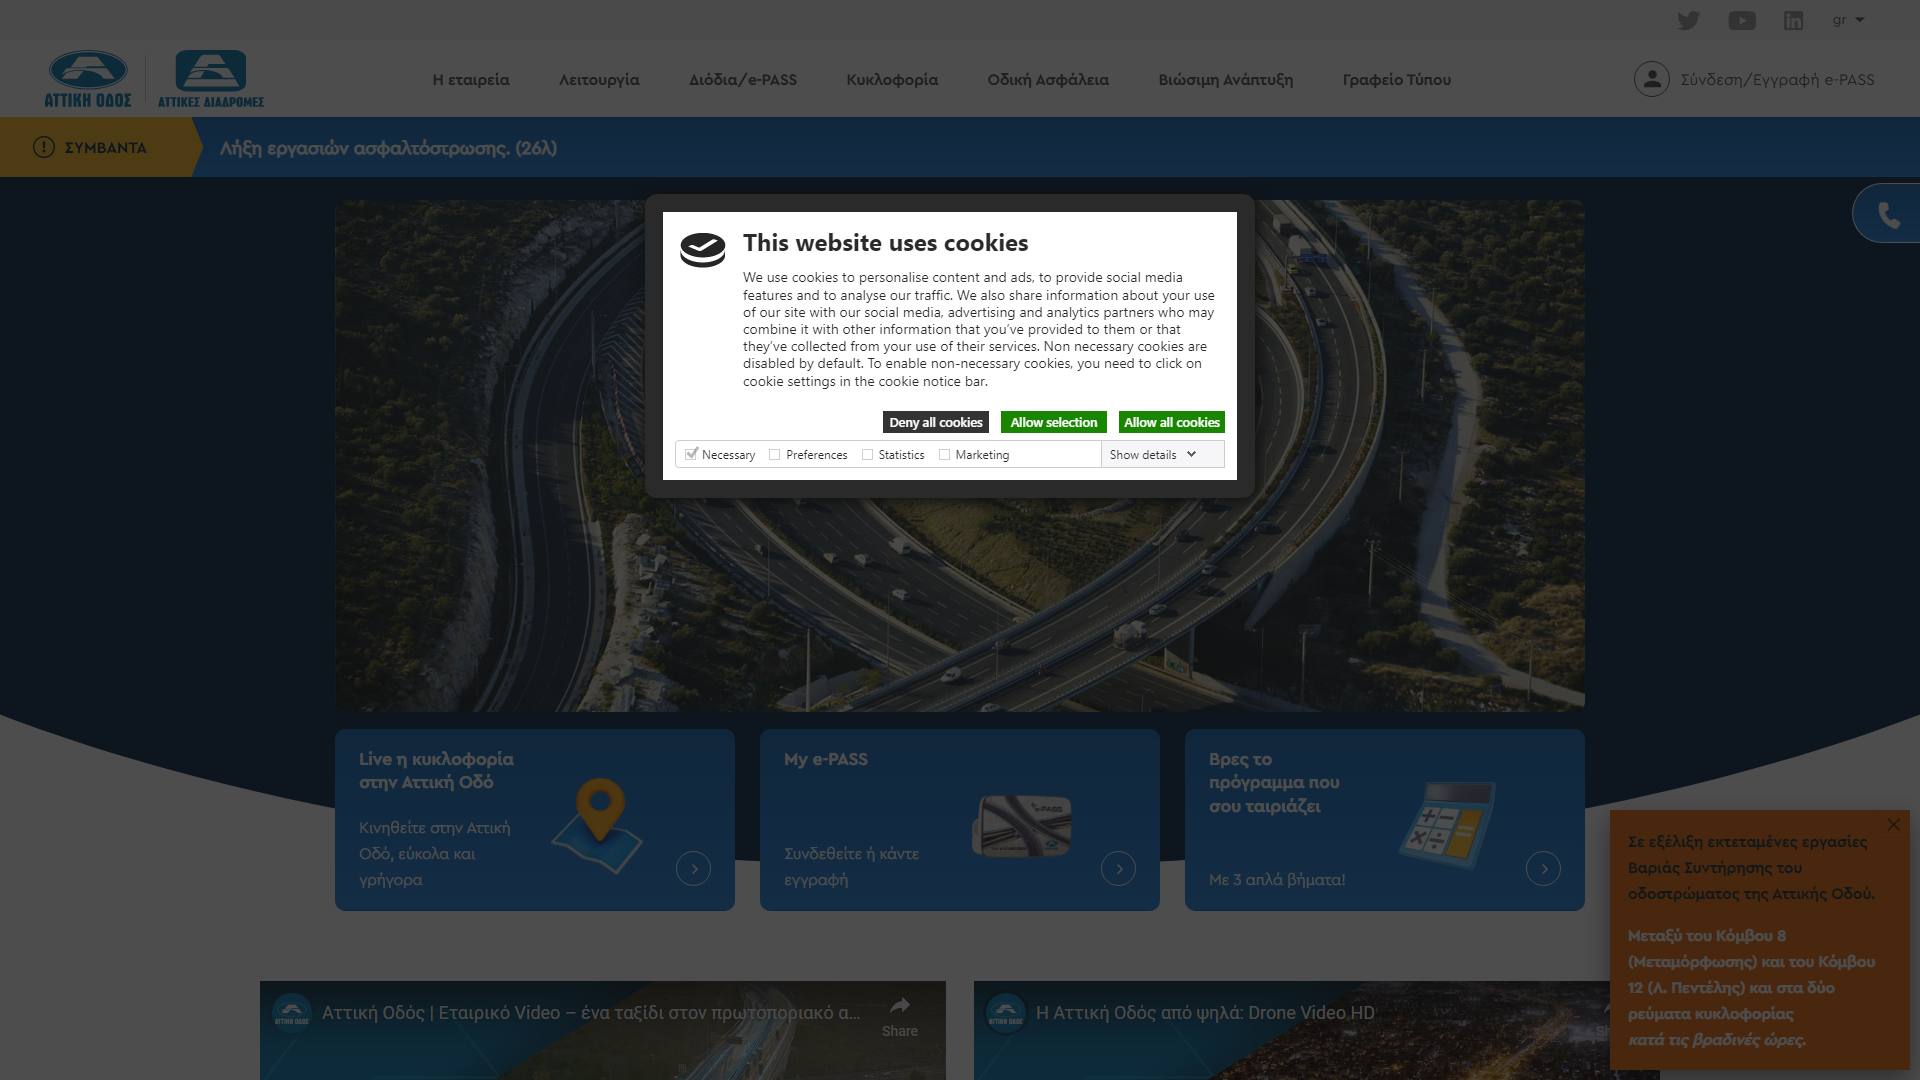 gr
ΑΤΤΙΚΗ ΟΔΟΣ
ΑΤΤΙΚΕΣ ΔΙΑΔΡΟΜΕΣ
Η εταιρεία
Λειτουργία
Διόδια/e-PASS
Κυκλοφορία
Οδική Ασφάλεια
Βιώσιμη Ανάπτυξη
Γραφείο Τύπου
Σύνδεση/Εγγραφή e-PASS
ΣΥΜΒΑΝΤΑ
Λήξη εργασιών ασφαλτόστρωσης. (26λ)
This website uses cookies
We use cookies to personalise content and ads, to provide social media
features and to analyse our traffic. We also share information about your use
of our site with our social media, advertising and analytics partners who may
combine it with other information that you've provided to them or that
they've collected from your use of their services. Non necessary cookies are
disabled by default. To enable non-necessary cookies, you need to click on
cookie settings in the cookie notice bar.
Deny all cookies
Allow selection
Allow all cookies
Necessary
Preferences
Statistics
Marketing
Show details
Live η κυκλοφορία
στην Αττική Οδό
Κινηθείτε στην Αττική
Οδό, εύκολα και
γρήγορα
My e-PASS
Συνδεθείτε ή κάντε
εγγραφή
e-PASS
Βρες το
πρόγραμμα που
σου ταιριάζει
Με 3 απλά βήματα!
Σε εξέλιξη εκτεταμένες εργασίες
Βαριάς Συντήρησης του
οδοστρώματος της Αττικής Οδού.
Μεταξύ του Κόμβου 8
(Μεταμόρφωσης) και του Κόμβου
12 (Λ. Πεντέλης) και στα δύο
ρεύματα κυκλοφορίας
κατά τις βραδινές ώρες.
ΑΤΤΙΚΗ ΟΔΟΣ
Αττική Οδός | Εταιρικό Video – ένα ταξίδι στον πρωτοποριακό α...
Share
ΑΤΤΙΚΗ ΟΔΟΣ
Η Αττική Οδός από ψηλά: Drone Video HD
Sh